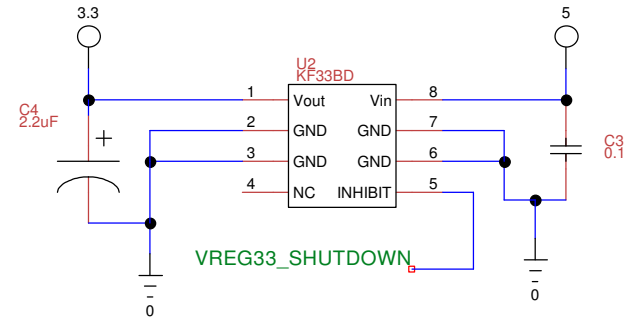 3.3
5
U2
KF33BD
C4
2.2uF
1
Vout
Vin
8
2
GND
GND
7
3
GND
GND
6
4
NC
INHIBIT
5
C3
0.1
+
VREG33_SHUTDOWN
0
0